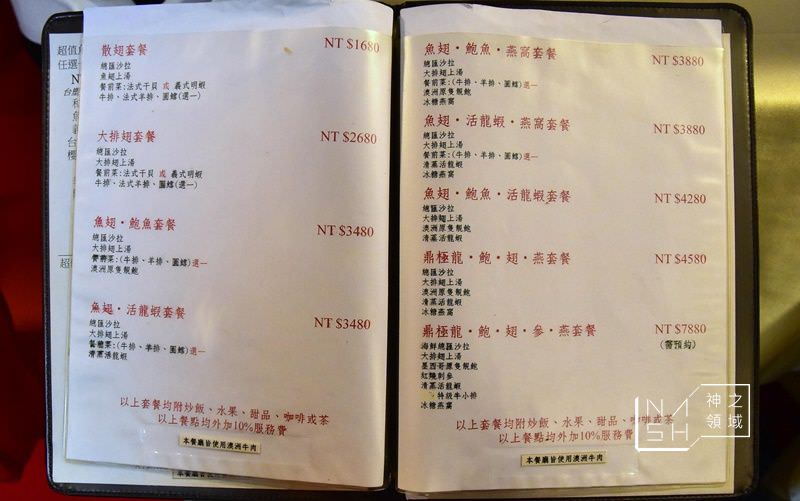 超值
任選
散翅套餐 NT $1680
總匯沙拉
魚翅上湯
餐前菜:法式干貝 或 義式明蝦
牛排、法式羊排、圓鱈(選一)
大排翅套餐 NT $2680
總匯沙拉
大排翅上湯
餐前菜:法式干貝 或 義式明蝦
牛排、法式羊排、圓鱈(選一)
魚翅・鮑魚套餐 NT $3480
總匯沙拉
大排翅上湯
餐前菜:(牛排、羊排、圓鱈)選一
澳洲原隻靚鮑
魚翅・活龍蝦套餐 NT $3480
總匯沙拉
大排翅上湯
餐前菜:(牛排、羊排、圓鱈)選一
清蒸活龍蝦
以上套餐均附炒飯、水果、甜品、咖啡或茶
以上餐點均外加10%服務費
本餐廳皆使用澳洲牛肉
魚翅・鮑魚・燕窩套餐 NT $3880
總匯沙拉
大排翅上湯
餐前菜:(牛排、羊排、圓鱈)選一
澳洲原隻靚鮑
冰糖燕窩
魚翅・活龍蝦・燕窩套餐 NT $3880
總匯沙拉
大排翅上湯
餐前菜:(牛排、羊排、圓鱈)選一
清蒸活龍蝦
冰糖燕窩
魚翅・鮑魚・活龍蝦套餐 NT $4280
總匯沙拉
大排翅上湯
澳洲原隻靚鮑
清蒸活龍蝦
鼎極龍・鮑・翅・燕套餐 NT $4580
總匯沙拉
大排翅上湯
澳洲原隻靚鮑
清蒸活龍蝦
冰糖燕窩
鼎極龍・鮑・翅・參・燕套餐 NT $7880
(需預約)
海鮮總匯沙拉
大排翅上湯
墨西哥鑲隻靚鮑
紅燒刺參
清蒸活龍蝦
特級牛小排
冰糖燕窩
以上套餐均附炒飯、水果、甜品、咖啡或茶
以上餐點均外加10%服務費
本餐廳皆使用澳洲牛肉
神之領域